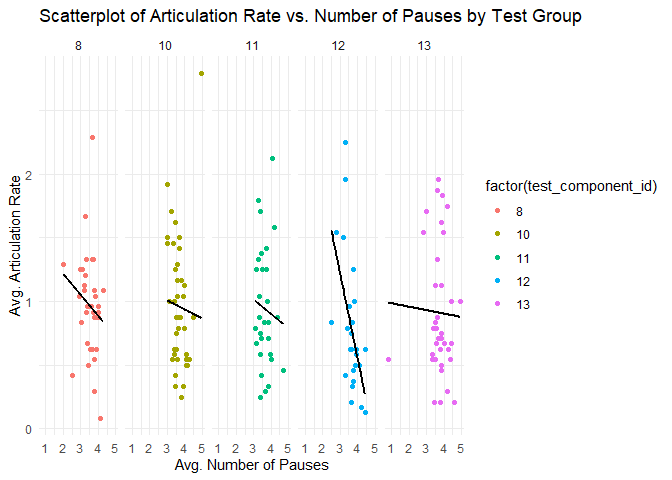 Scatterplot of Articulation Rate vs. Number of Pauses by Test Group
8 10 11 12 13
Avg. Articulation Rate
2
1
0
factor(test_component_id)
8
10
11
12
13
1 2 3 4 5 1 2 3 4 5 1 2 3 4 5 1 2 3 4 5 1 2 3 4 5
Avg. Number of Pauses